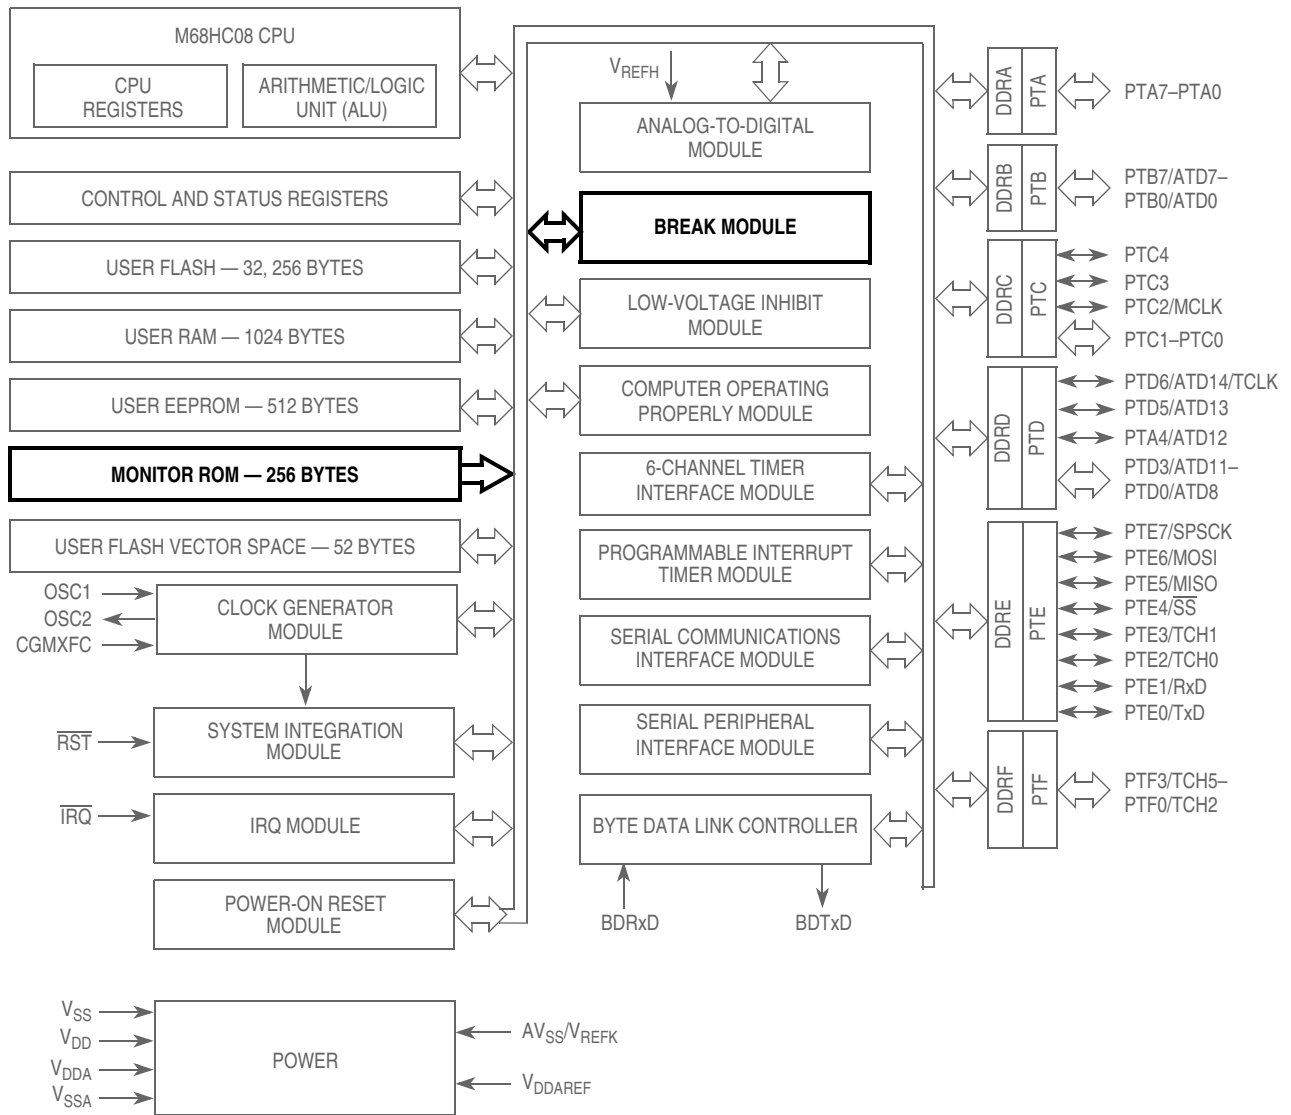 M68HC08 CPU
CPU
REGISTERS
ARITHMETIC/LOGIC
UNIT (ALU)
CONTROL AND STATUS REGISTERS
USER FLASH — 32, 256 BYTES
USER RAM — 1024 BYTES
USER EEPROM — 512 BYTES
MONITOR ROM — 256 BYTES
USER FLASH VECTOR SPACE — 52 BYTES
OSC1
OSC2
CGMXFC
CLOCK GENERATOR
MODULE
RST
SYSTEM INTEGRATION
MODULE
IRQ
IRQ MODULE
POWER-ON RESET
MODULE
VSS
VDD
VDDA
VSSA
POWER
AVSS/VREFK
VDDAREF
VREFH
ANALOG-TO-DIGITAL
MODULE
BREAK MODULE
LOW-VOLTAGE INHIBIT
MODULE
COMPUTER OPERATING
PROPERLY MODULE
6-CHANNEL TIMER
INTERFACE MODULE
PROGRAMMABLE INTERRUPT
TIMER MODULE
SERIAL COMMUNICATIONS
INTERFACE MODULE
SERIAL PERIPHERAL
INTERFACE MODULE
BYTE DATA LINK CONTROLLER
BDRxD
BDTxD
DDRA
PTA
PTA7–PTA0
DDRB
PTB
PTB7/ATD7–
PTB0/ATD0
DDRC
PTC
PTC4
PTC3
PTC2/MCLK
PTC1–PTC0
DDRD
PTD
PTD6/ATD14/TCLK
PTD5/ATD13
PTA4/ATD12
PTD3/ATD11–
PTD0/ATD8
DDRE
PTE
PTE7/SPSCK
PTE6/MOSI
PTE5/MISO
PTE4/SS
PTE3/TCH1
PTE2/TCH0
PTE1/RxD
PTE0/TxD
DDRF
PTF
PTF3/TCH5–
PTF0/TCH2